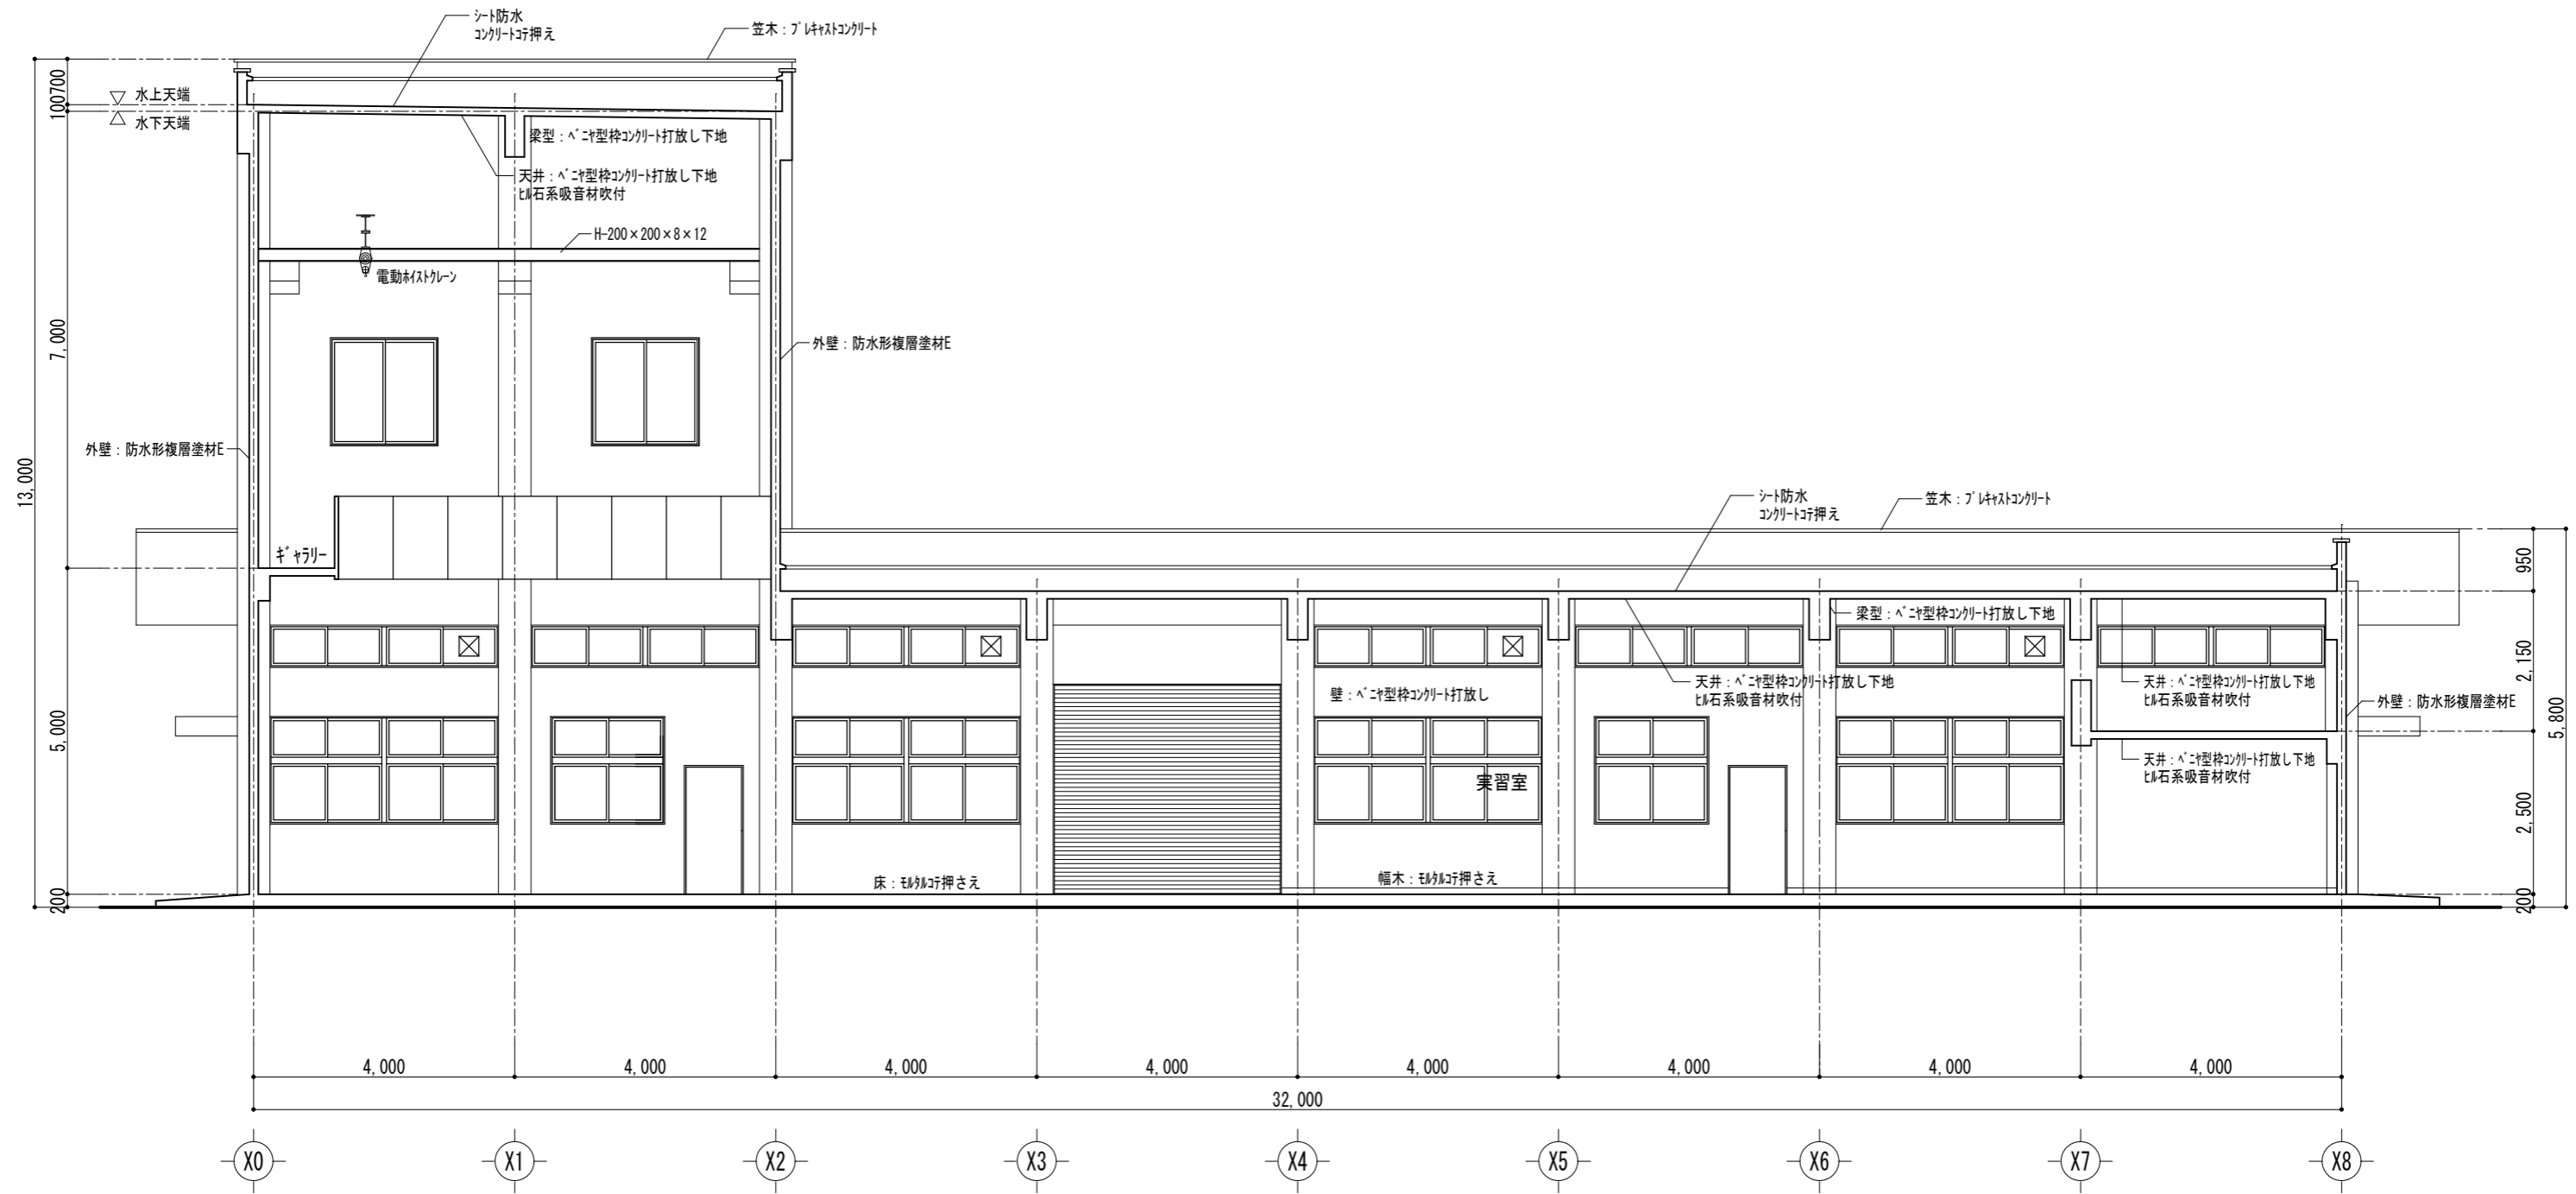 シート防水
コンクリートコテ押え
笠木：プレキャストコンクリート
700
100
水上天端
水下天端
梁型：ベニヤ型枠コンクリート打放し下地
天井：ベニヤ型枠コンクリート打放し下地
ヒル石系吸音材吹付
H-200×200×8×12
電動ホイストクレーン
7,000
外壁：防水形複層塗材E
外壁：防水形複層塗材E
13,000
シート防水
コンクリートコテ押え
笠木：プレキャストコンクリート
ギャラリー
950
梁型：ベニヤ型枠コンクリート打放し下地
2,150
天井：ベニヤ型枠コンクリート打放し下地
ヒル石系吸音材吹付
壁：ベニヤ型枠コンクリート打放し
天井：ベニヤ型枠コンクリート打放し下地
ヒル石系吸音材吹付
外壁：防水形複層塗材E
5,000
5,800
天井：ベニヤ型枠コンクリート打放し下地
ヒル石系吸音材吹付
実習室
2,500
床：モルタルコテ押さえ
幅木：モルタルコテ押さえ
200
200
4,000
4,000
4,000
4,000
4,000
4,000
4,000
4,000
32,000
X0
X1
X2
X3
X4
X5
X6
X7
X8